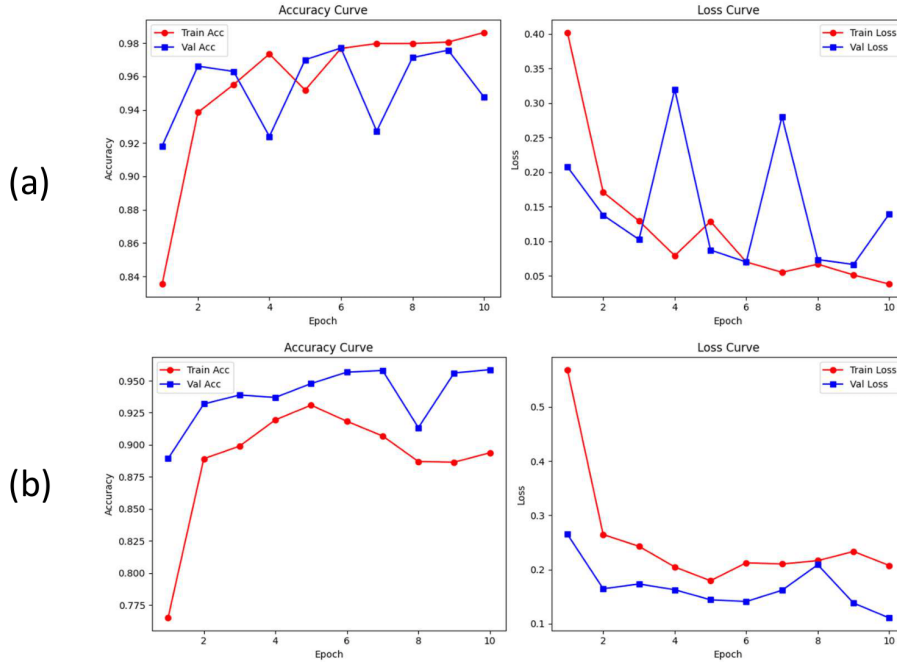 (a)
Accuracy Curve
Train Acc
Val Acc
Accuracy
0.98
0.96
0.94
0.92
0.90
0.88
0.86
0.84
2
4
6
8
10
Epoch
Loss Curve
Train Loss
Val Loss
Loss
0.40
0.35
0.30
0.25
0.20
0.15
0.10
0.05
2
4
6
8
10
Epoch
(b)
Accuracy Curve
Train Acc
Val Acc
Accuracy
0.950
0.925
0.900
0.875
0.850
0.825
0.800
0.775
2
4
6
8
10
Epoch
Loss Curve
Train Loss
Val Loss
Loss
0.5
0.4
0.3
0.2
0.1
2
4
6
8
10
Epoch